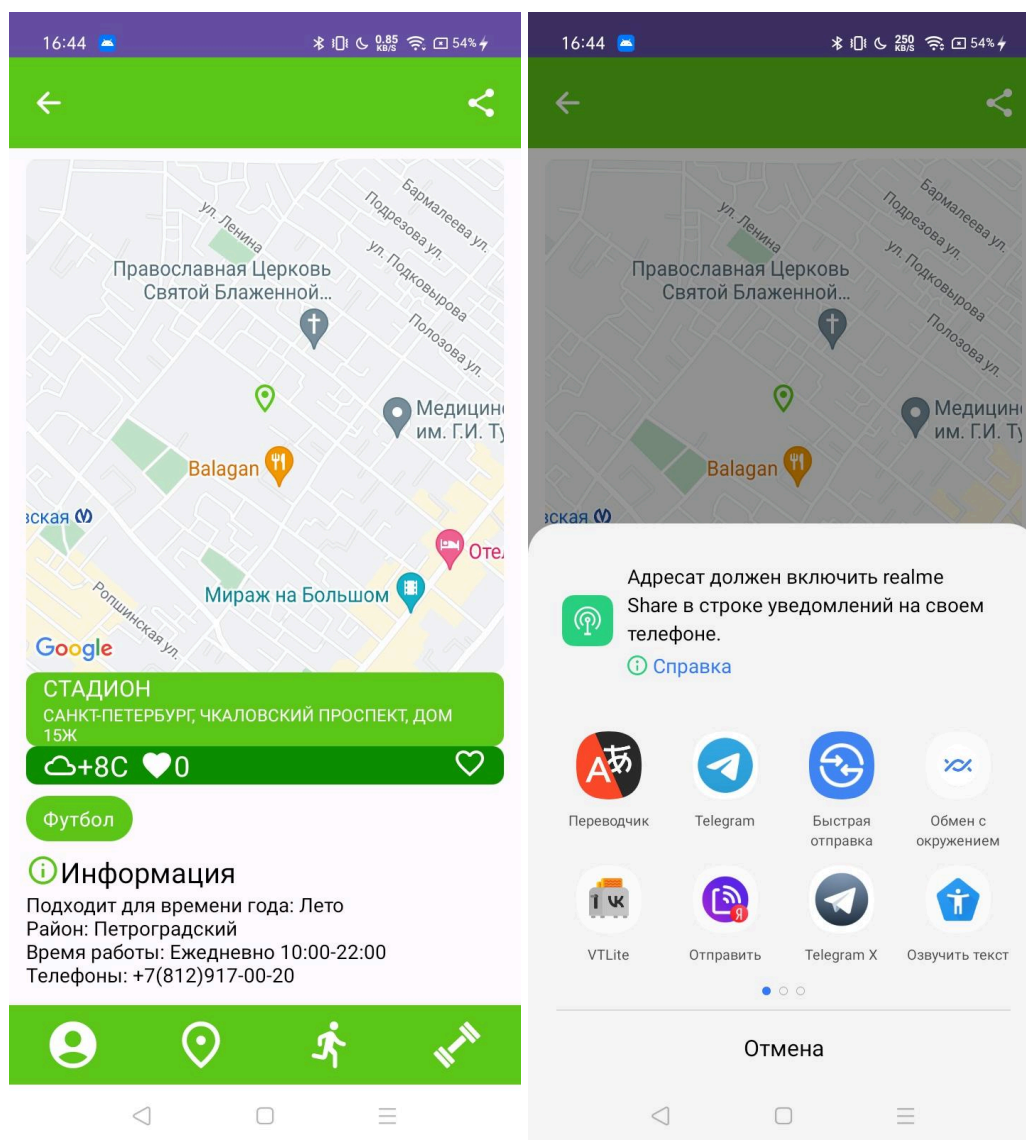 16:44
0.85
KB/S
54%
Бармалеева ул.
Подрезова ул.
ул. Ленина
ул. Подковырова
Православная Церковь
Святой Блаженной...
Полозова ул.
Медицин
им. Г.И. Т
Balagan
вская
Оте
Мираж на Большом
Ропшинская ул.
Google
СТАДИОН
САНКТ-ПЕТЕРБУРГ, ЧКАЛОВСКИЙ ПРОСПЕКТ, ДОМ
15Ж
+8C 0
Футбол
Информация
Подходит для времени года: Лето
Район: Петроградский
Время работы: Ежедневно 10:00-22:00
Телефоны: +7(812)917-00-20
16:44
250
KB/S
54%
Бармалеева ул.
Подрезова ул.
ул. Ленина
ул. Подковырова
Православная Церковь
Святой Блаженной...
Полозова ул.
Медицин
им. Г.И. Т
Balagan
вская
Адресат должен включить realme
Share в строке уведомлений на своем
телефоне.
Справка
Переводчик
Telegram
Быстрая
отправка
Обмен с
окружением
VTLite
Отправить
Telegram X
Озвучить текст
Отмена